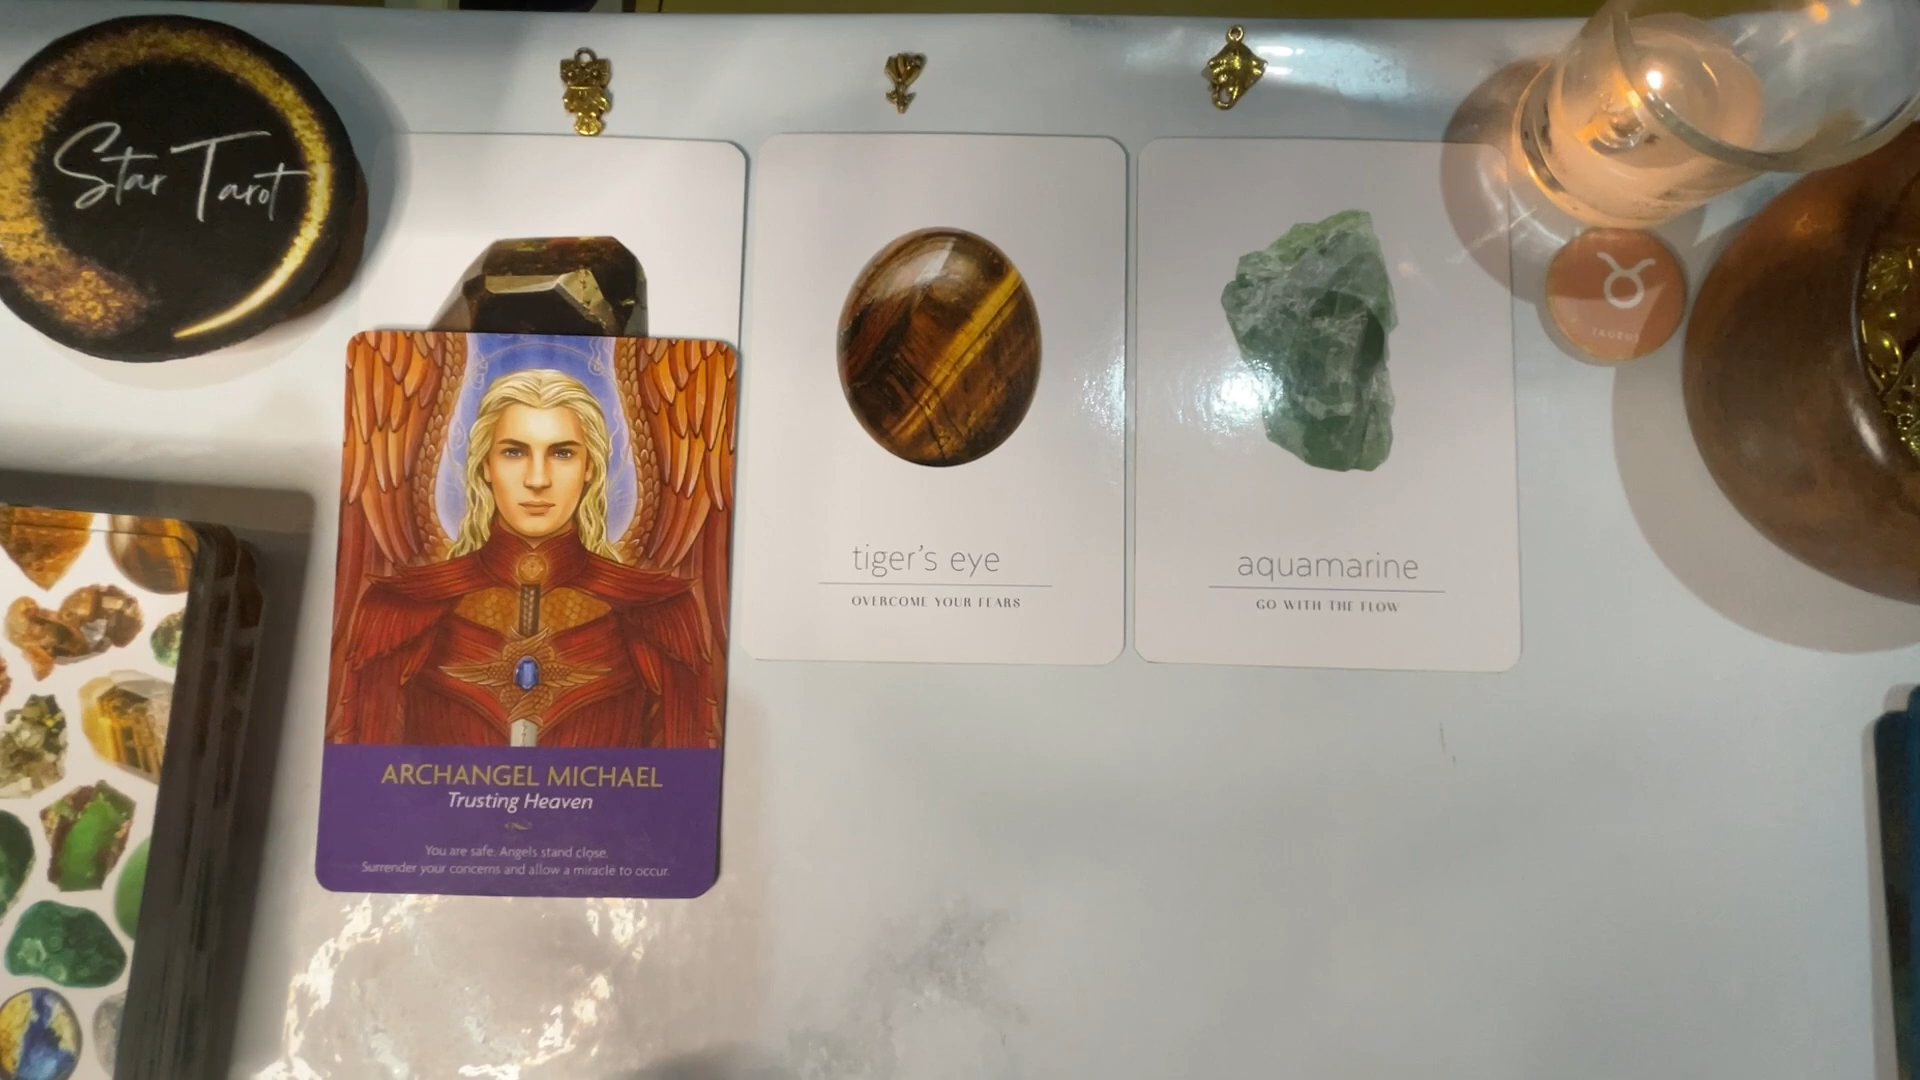 Star Tarot
TAURUS
tiger's eye
OVERCOME YOUR FEARS
aquamarine
GO WITH THE FLOW
ARCHANGEL MICHAEL
Trusting Heaven
You are safe. Angels stand close.
Surrender your concerns and allow a miracle to occur.